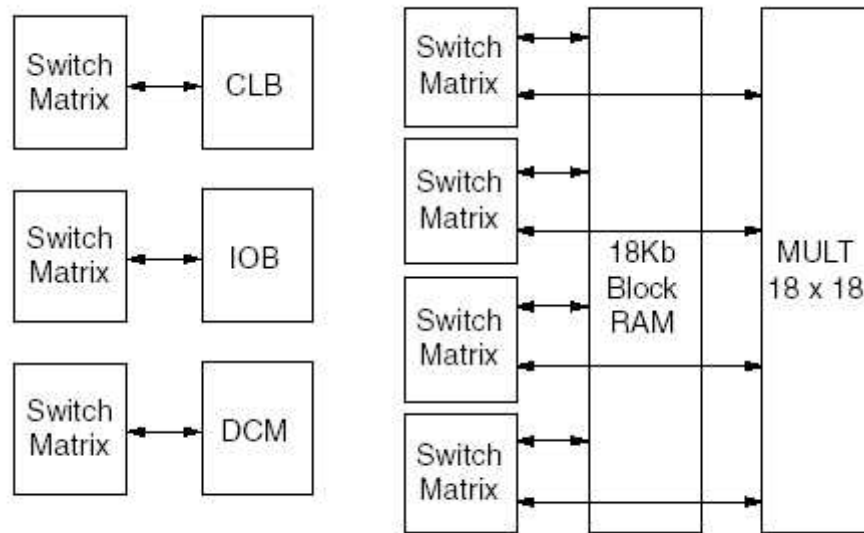 Switch
Matrix
CLB
Switch
Matrix
IOB
Switch
Matrix
DCM
Switch
Matrix
Switch
Matrix
Switch
Matrix
Switch
Matrix
18Kb
Block
RAM
MULT
18 x 18